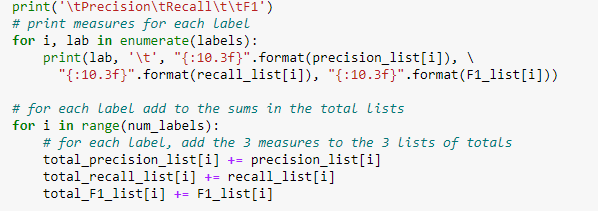 print('\tPrecision\tRecall\t\tF1')
# print measures for each label
for i, lab in enumerate(labels):
    print(lab, '\t', "{:10.3f}".format(precision_list[i]), \
      "{:10.3f}".format(recall_list[i]), "{:10.3f}".format(F1_list[i]))

# for each label add to the sums in the total lists
for i in range(num_labels):
    # for each label, add the 3 measures to the 3 lists of totals
    total_precision_list[i] += precision_list[i]
    total_recall_list[i] += recall_list[i]
    total_F1_list[i] += F1_list[i]